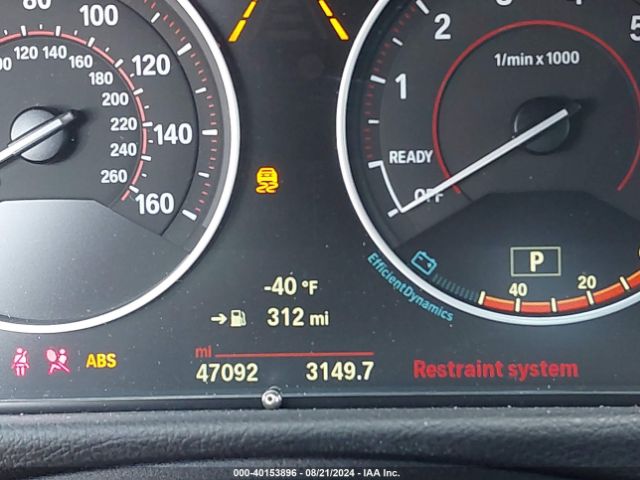 80
100
120
140
160
120
140
160
180
200
220
240
260
-40 °F
312 mi
mi
47092 3149.7
ABS
1
2
5
1/min x 1000
READY
OFF
P
40
20
EfficientDynamics
Restraint system
000-40153896 - 08/21/2024 - IAA Inc.